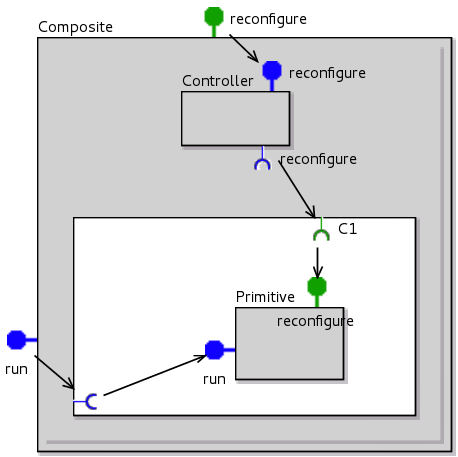 reconfigure
Composite
reconfigure
Controller
reconfigure
C1
Primitive
reconfigure
run
run